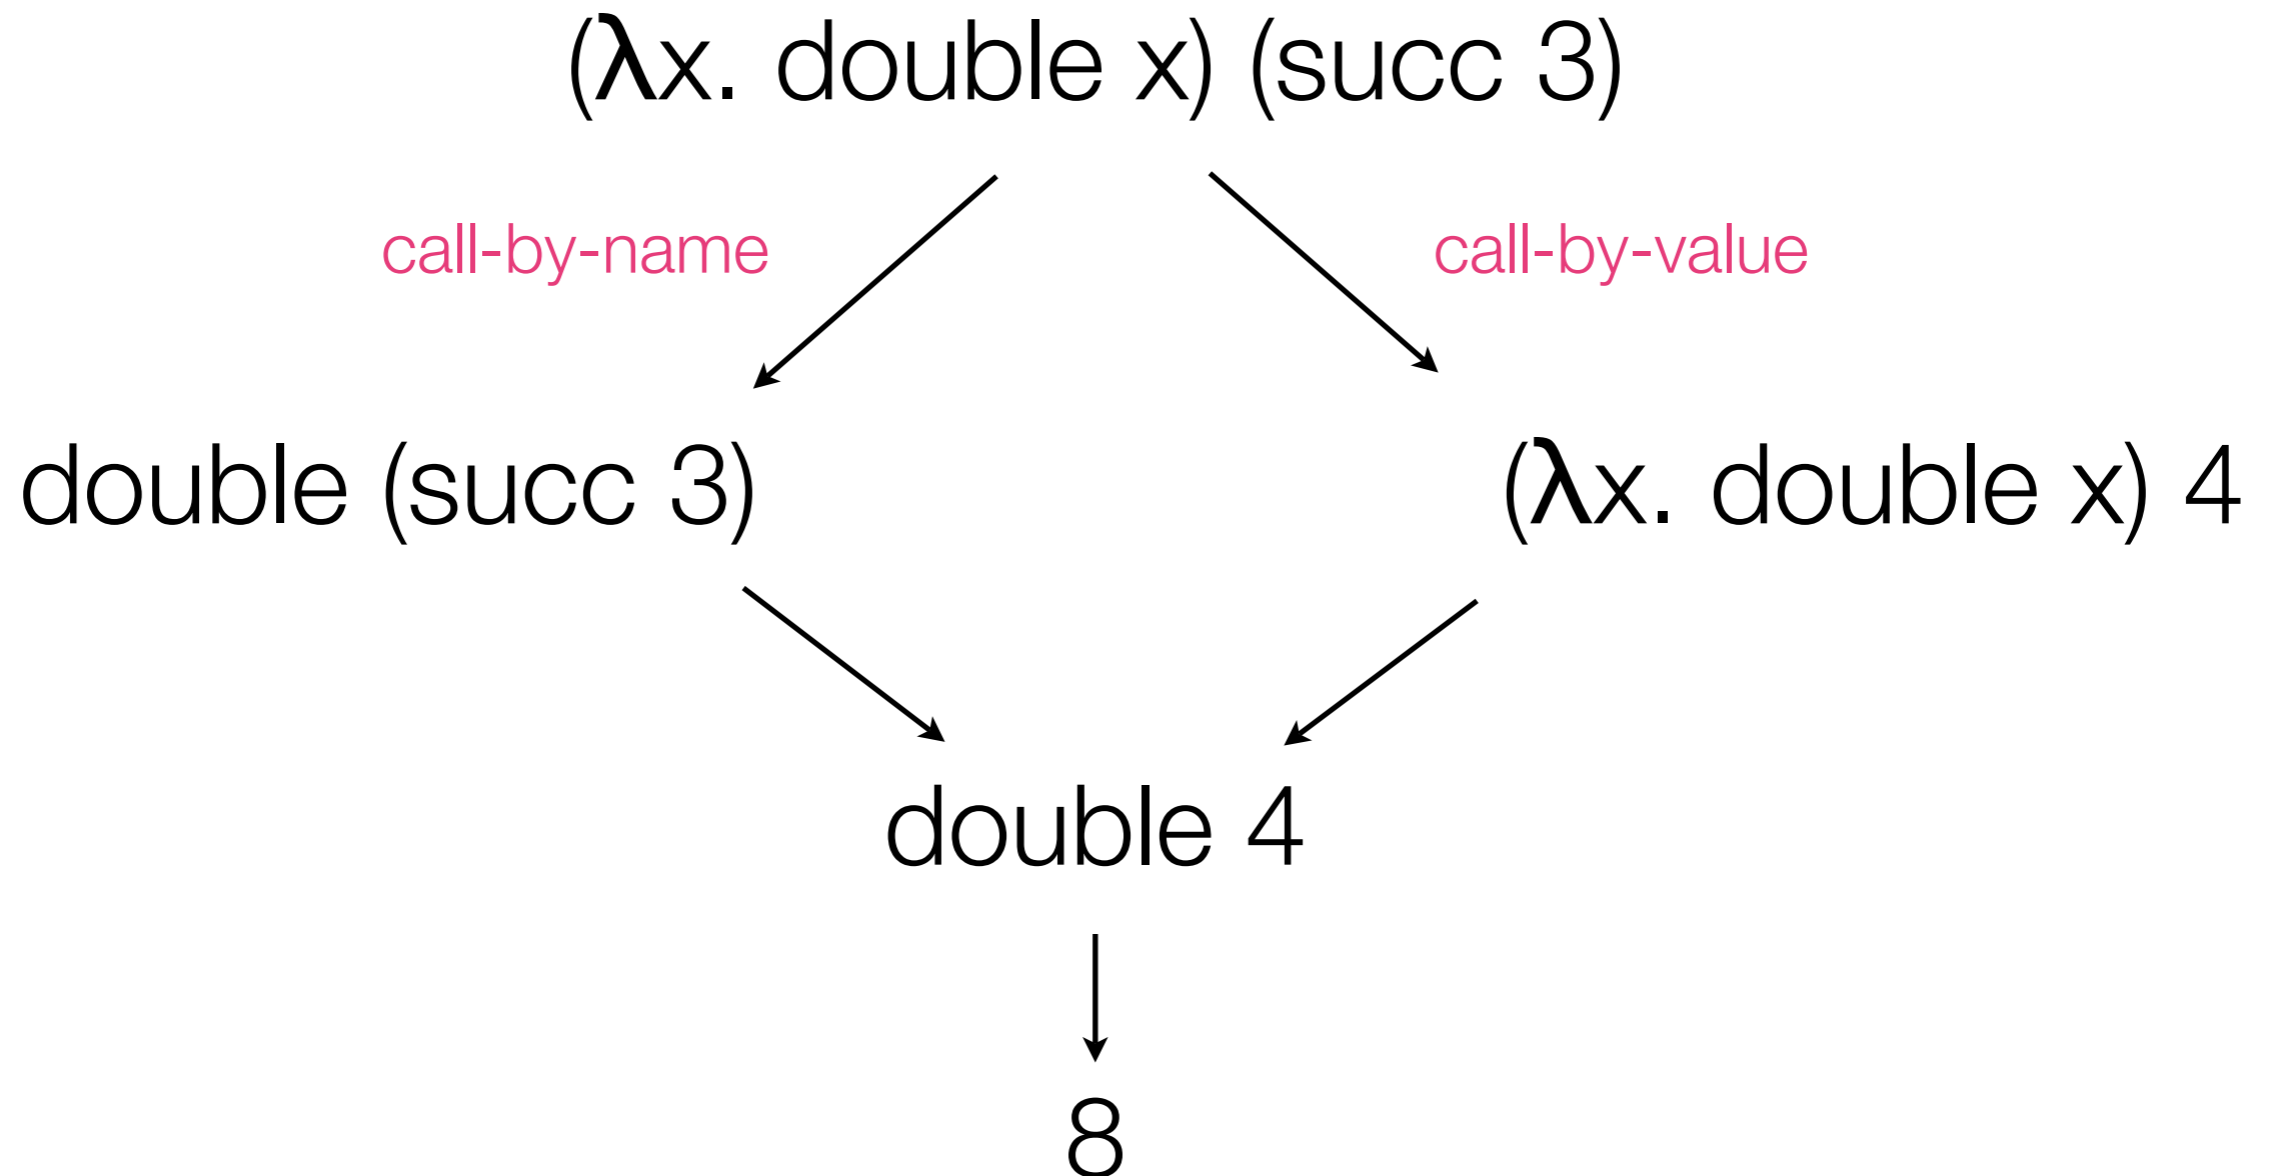 (λx. double x) (succ 3)
call-by-name
call-by-value
double (succ 3)
(λx. double x) 4
double 4
8